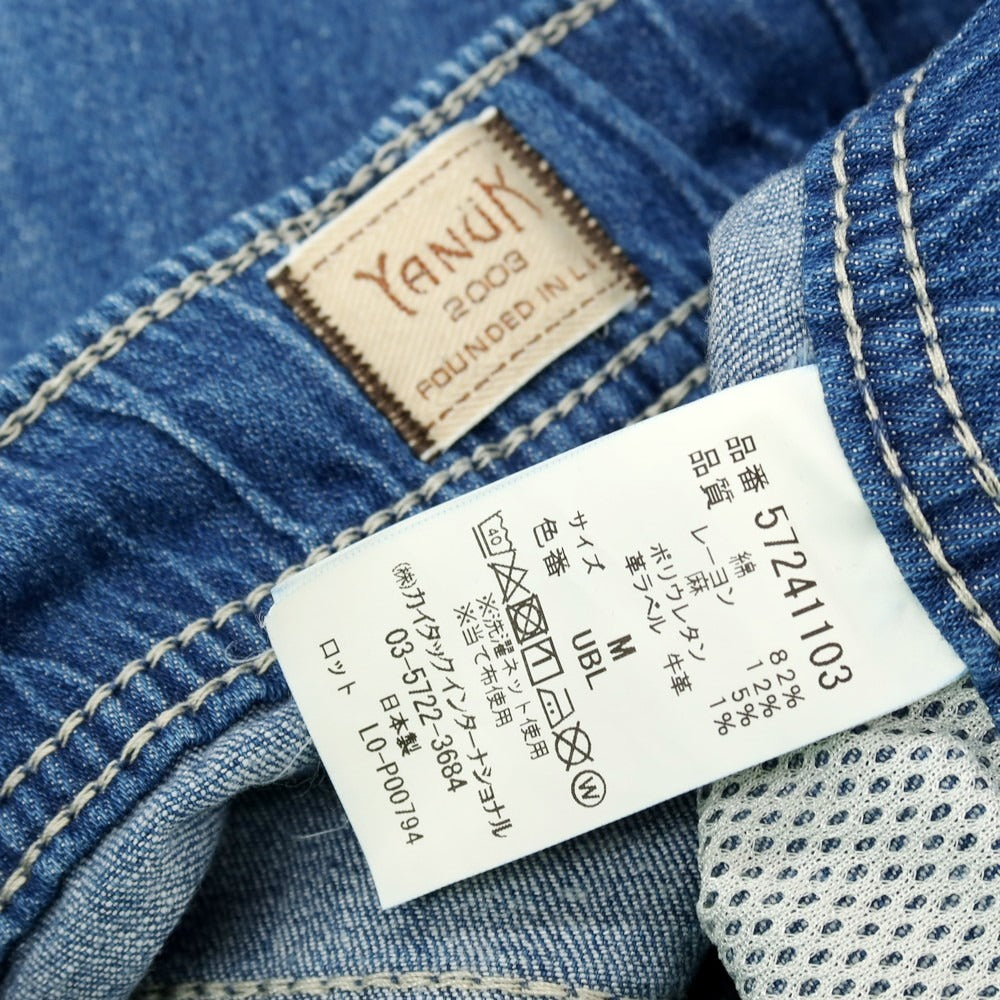 YANUK
2003
FOUNDED IN
品番 57241103
品質 綿 82%
レーヨン 12%
麻 5%
ポリウレタン 1%
革ラベル 牛革
サイズ M
色番 UBL
40
W
※洗濯ネット使用
※当て布使用
(株)カイタックインターナショナル
03-5722-3684
日本製
ロット L0-P00794